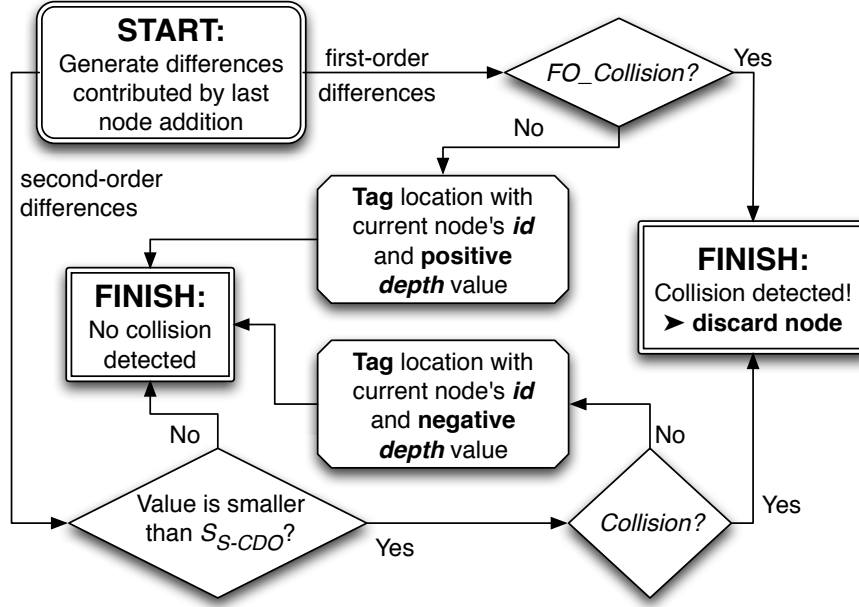 START:
Generate differences
contributed by last
node addition
first-order
differences
FO_Collision?
Yes
No
second-order
differences
Tag location with
current node's id
and positive
depth value
FINISH:
No collision
detected
FINISH:
Collision detected!
➤ discard node
Tag location with
current node's id
and negative
depth value
No
No
Value is smaller
than S_S-CDO?
Yes
Collision?
Yes